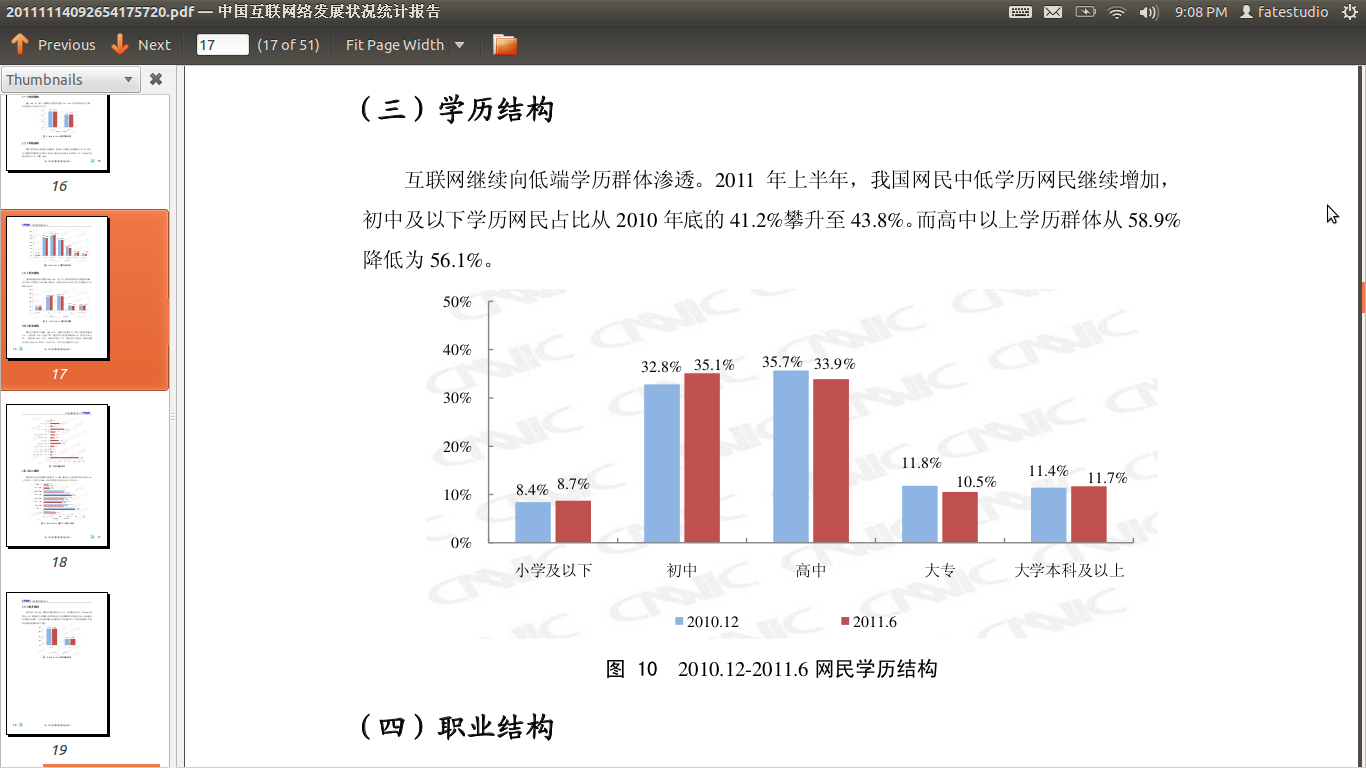 20111114092654175720.pdf — 中国互联网络发展状况统计报告
9:08 PM fatestudio
Previous Next 17 (17 of 51) Fit Page Width
Thumbnails
16
17
18
19
（三）学历结构
互联网继续向低端学历群体渗透。2011 年上半年，我国网民中低学历网民继续增加，
初中及以下学历网民占比从 2010 年底的 41.2%攀升至 43.8%。而高中以上学历群体从 58.9%
降低为 56.1%。
50%
40%
30%
20%
10%
0%
8.4% 8.7%
32.8% 35.1%
35.7% 33.9%
11.8% 10.5%
11.4% 11.7%
小学及以下 初中 高中 大专 大学本科及以上
2010.12 2011.6
CNNIC
图 10 2010.12-2011.6 网民学历结构
（四）职业结构